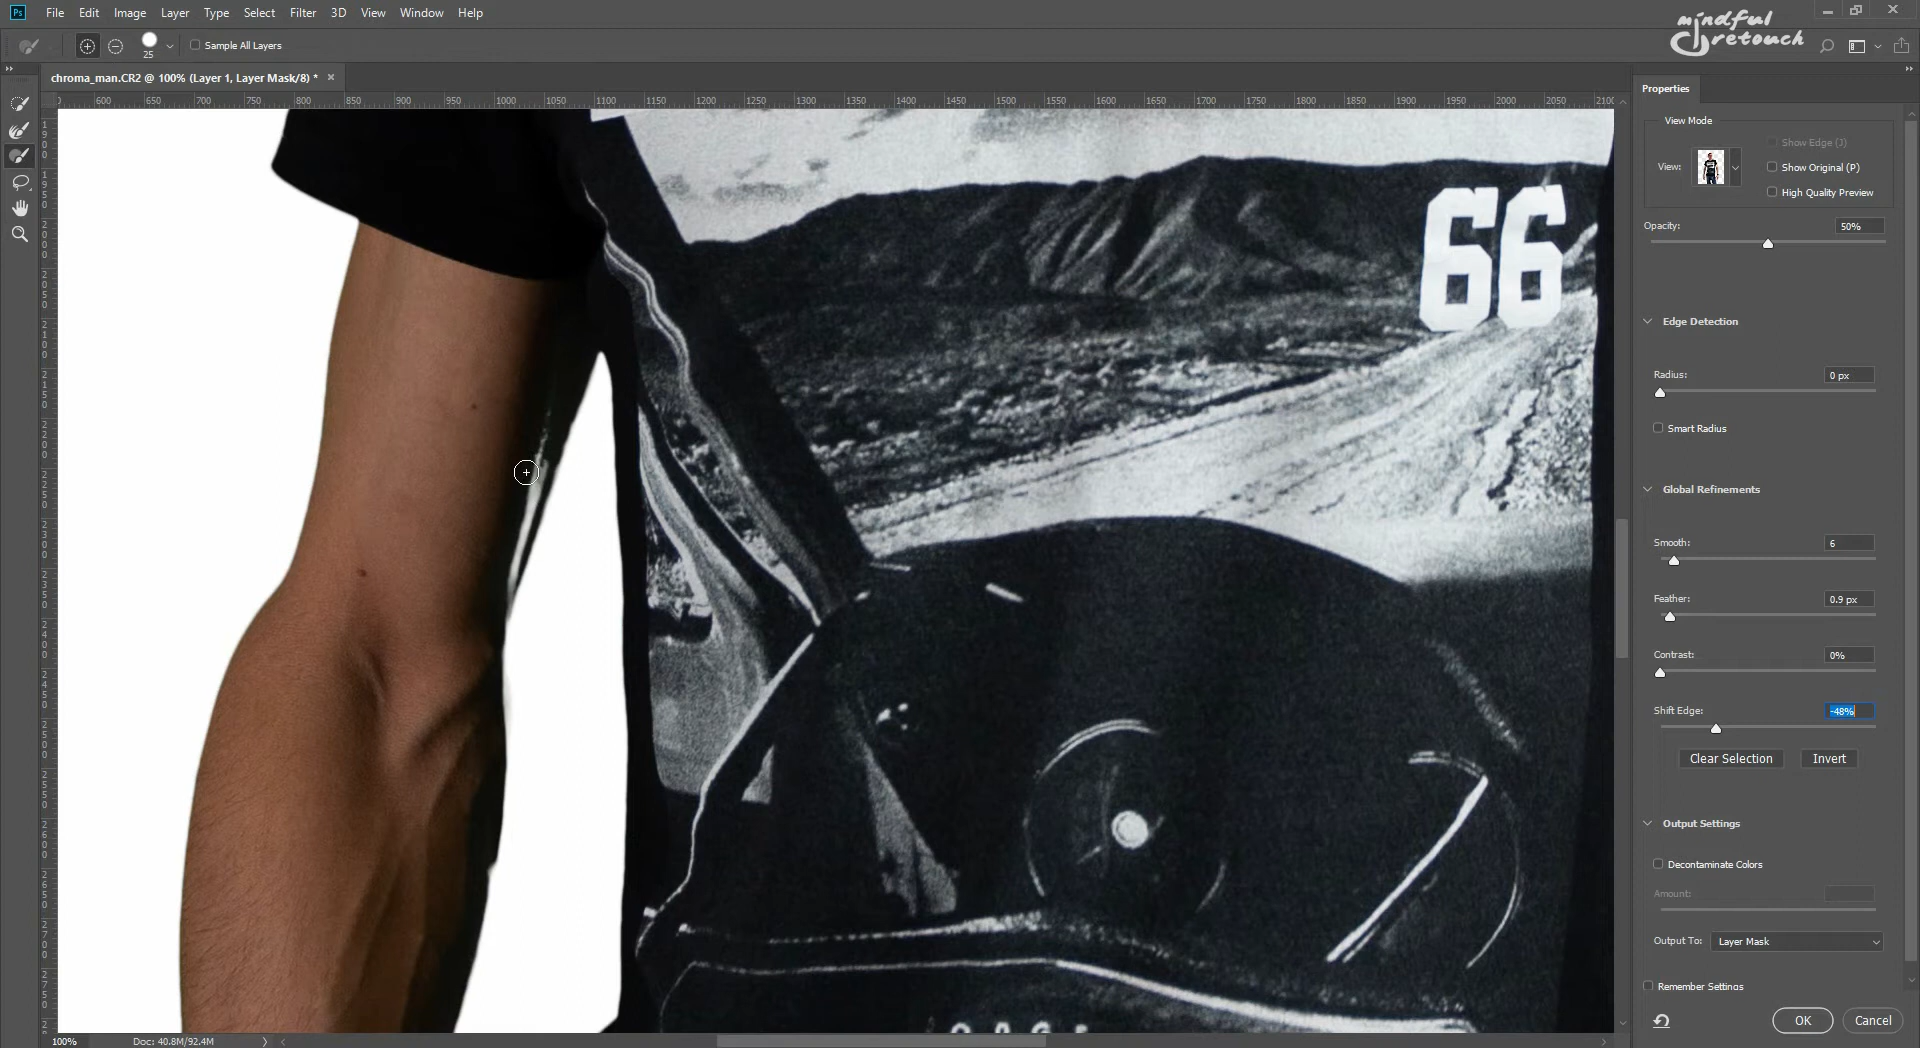 Ps File Edit Image Layer Type Select Filter 3D View Window Help
mindful retouch
25 Sample All Layers
chroma_man.CR2 @ 100% (Layer 1, Layer Mask/8) * ×
600 650 700 750 800 850 900 950 1000 1050 1100 1150 1200 1250 1300 1350 1400 1450 1500 1550 1600 1650 1700 1750 1800 1850 1900 1950 2000 2050 2100
Properties
View Mode
Show Edge (J)
View: Show Original (P)
High Quality Preview
Opacity: 50%
Edge Detection
Radius: 0 px
Smart Radius
Global Refinements
Smooth: 6
Feather: 0.9 px
Contrast: 0%
Shift Edge: -48%
Clear Selection Invert
Output Settings
Decontaminate Colors
Amount:
Output To: Layer Mask
Remember Settings
OK Cancel
66
100% Doc: 40.8M/92.4M